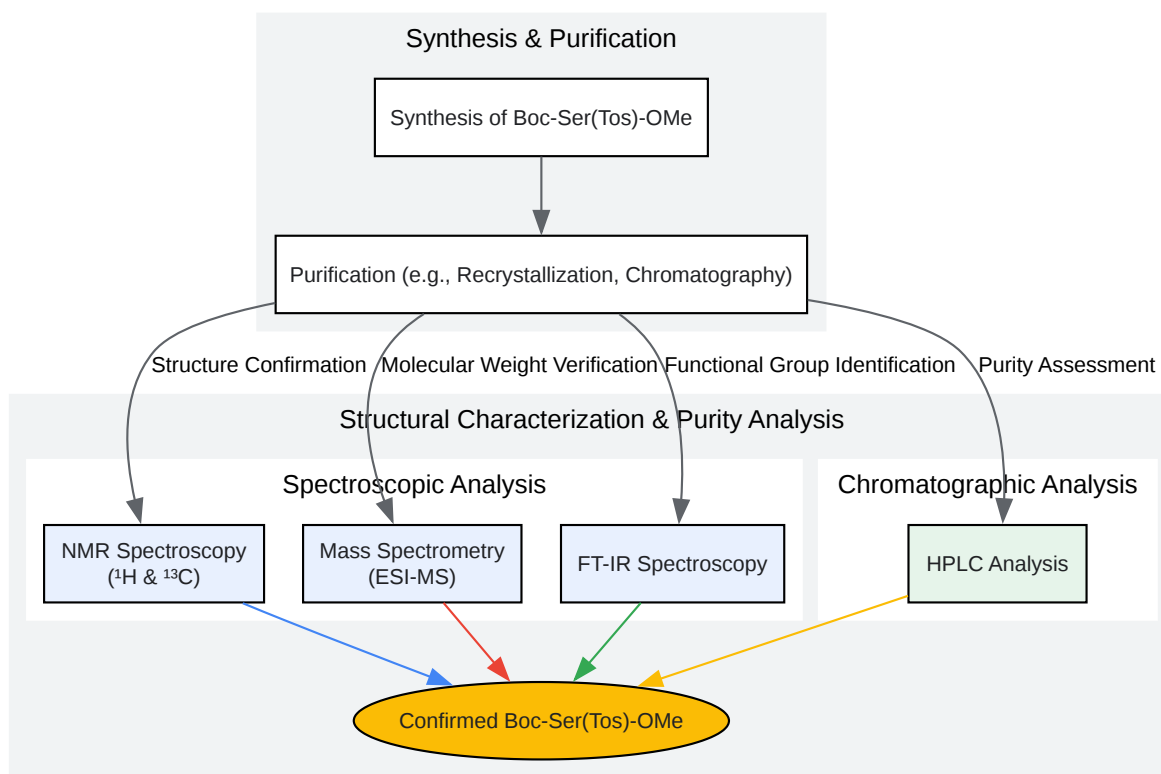 Synthesis & Purification
Synthesis of Boc-Ser(Tos)-OMe
Purification (e.g., Recrystallization, Chromatography)
Structure Confirmation
Molecular Weight Verification
Functional Group Identification
Purity Assessment
Structural Characterization & Purity Analysis
Spectroscopic Analysis
Chromatographic Analysis
NMR Spectroscopy
(¹H & ¹³C)
Mass Spectrometry
(ESI-MS)
FT-IR Spectroscopy
HPLC Analysis
Confirmed Boc-Ser(Tos)-OMe